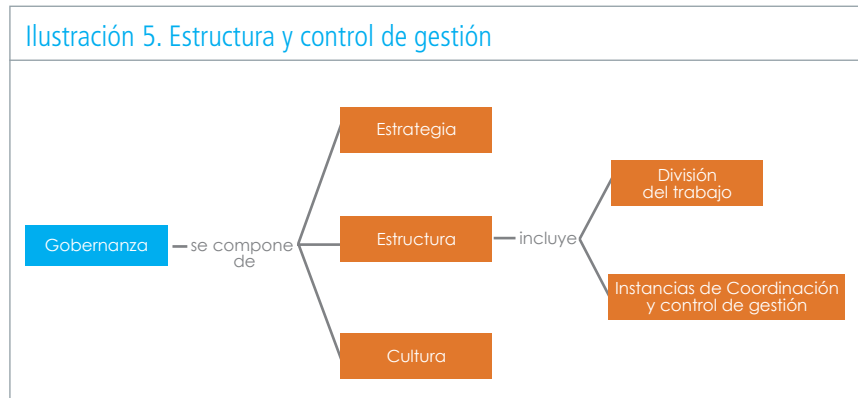 Ilustración 5. Estructura y control de gestión
Estrategia
División
del trabajo
Gobernanza
se compone
de
Estructura
incluye
Instancias de Coordinación
y control de gestión
Cultura